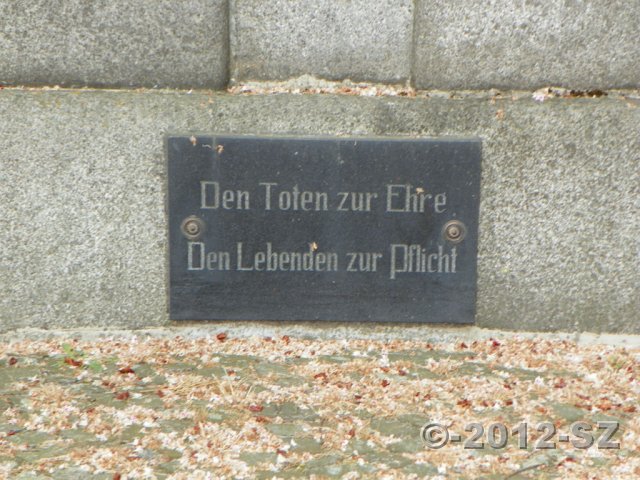 Den Toten zur Ehre
Den Lebenden zur Pflicht
©-2012-SZ